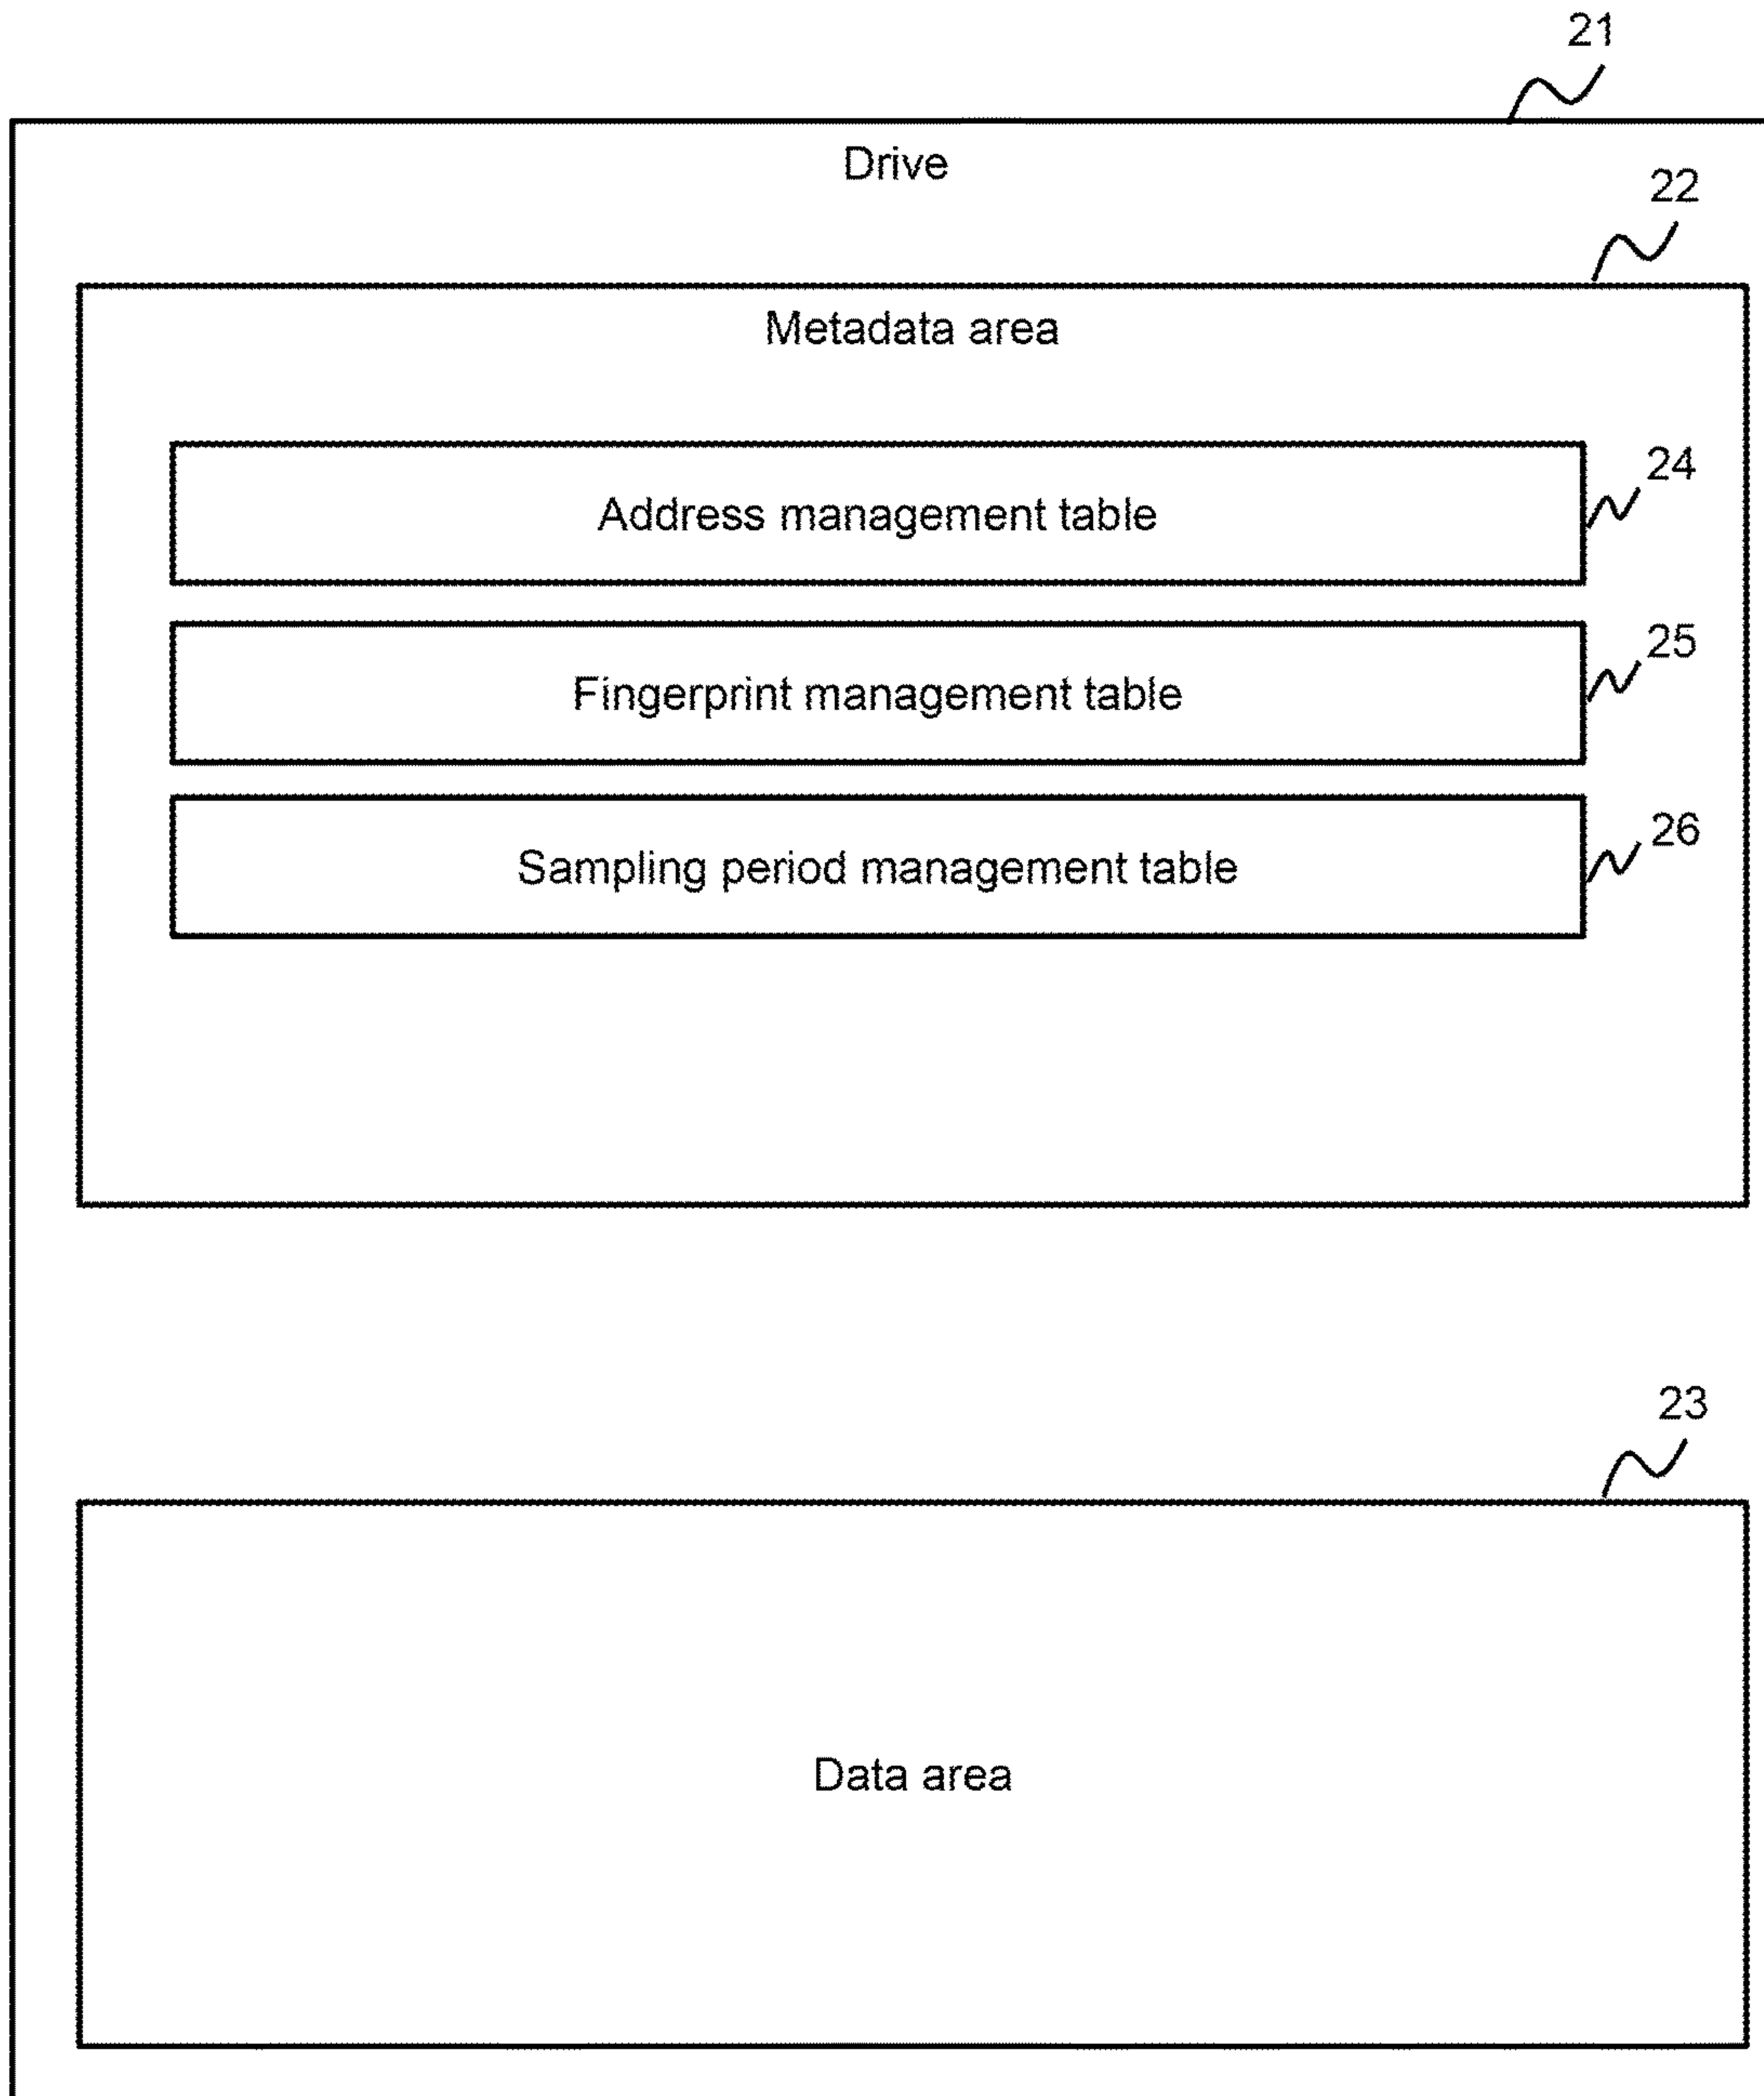 21
Drive
22
Metadata area
24
Address management table
25
Fingerprint management table
26
Sampling period management table
23
Data area